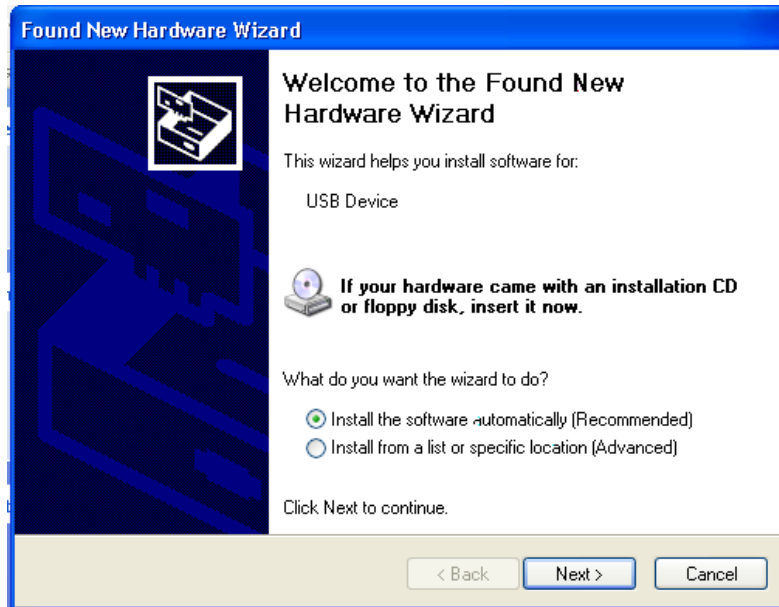 Found New Hardware Wizard
Welcome to the Found New
Hardware Wizard
This wizard helps you install software for:
USB Device
If your hardware came with an installation CD
or floppy disk, insert it now.
What do you want the wizard to do?
Install the software automatically (Recommended)
Install from a list or specific location (Advanced)
Click Next to continue.
< Back
Next >
Cancel